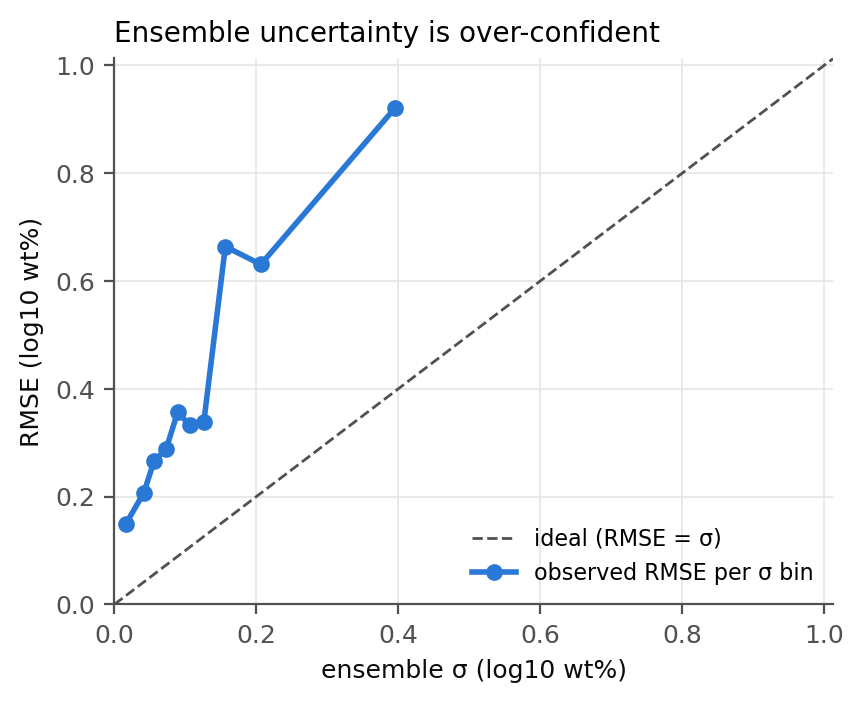 Ensemble uncertainty is over-confident
RMSE (log10 wt%)
1.0
0.8
0.6
0.4
0.2
0.0
0.0 0.2 0.4 0.6 0.8 1.0
ensemble σ (log10 wt%)
ideal (RMSE = σ)
observed RMSE per σ bin